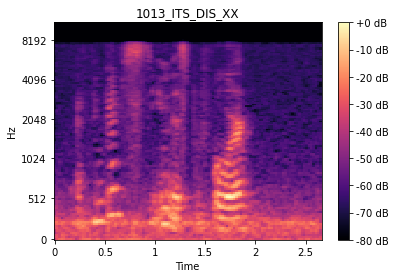 1013_ITS_DIS_XX
+0 dB
8192
-10 dB
4096
-20 dB
-30 dB
2048
Hz
-40 dB
1024
-50 dB
512
-60 dB
-70 dB
0
-80 dB
0
0.5
1
1.5
2
2.5
Time